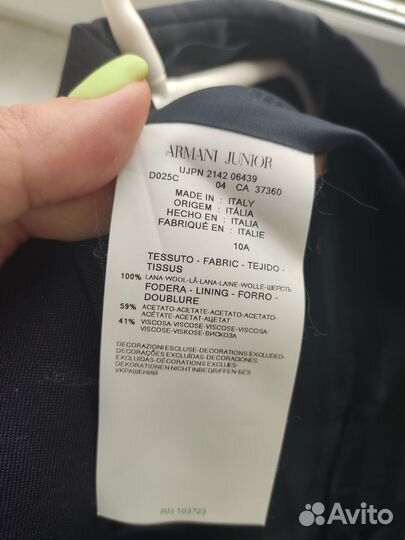 ARMANI JUNIOR
UJPN 2142 06439
D025C 04 CA 37360
MADE IN : ITALY
ORIGEM : ITÁLIA
HECHO EN : ITALIA
FABRIQUÉ EN : ITALIE
10A
TESSUTO - FABRIC - TEJIDO -
TISSUS
100% LANA-WOOL-LÃ-LANA-LAINE-WOLLE-ШЕРСТЬ
FODERA - LINING - FORRO -
DOUBLURE
59% ACETATO-ACETATE-ACETATO-ACETATO-
ACÉTATE-ACETAT-АЦЕТАТ
41% VISCOSA-VISCOSE-VISCOSE-VISCOSA-
VISCOSE-VISKOSE-ВИСКОЗА
DECORAZIONI ESCLUSE-DECORATIONS EXCLUDED-
DECORAÇÕES EXCLUÍDAS-DECORACIONES
EXCLUIDAS-DECORATIONS EXCLUES-
DEKORATIONEN NICHT INBEGRIFFEN-БЕЗ
УКРАШЕНИЙ
RN 103723
Avito